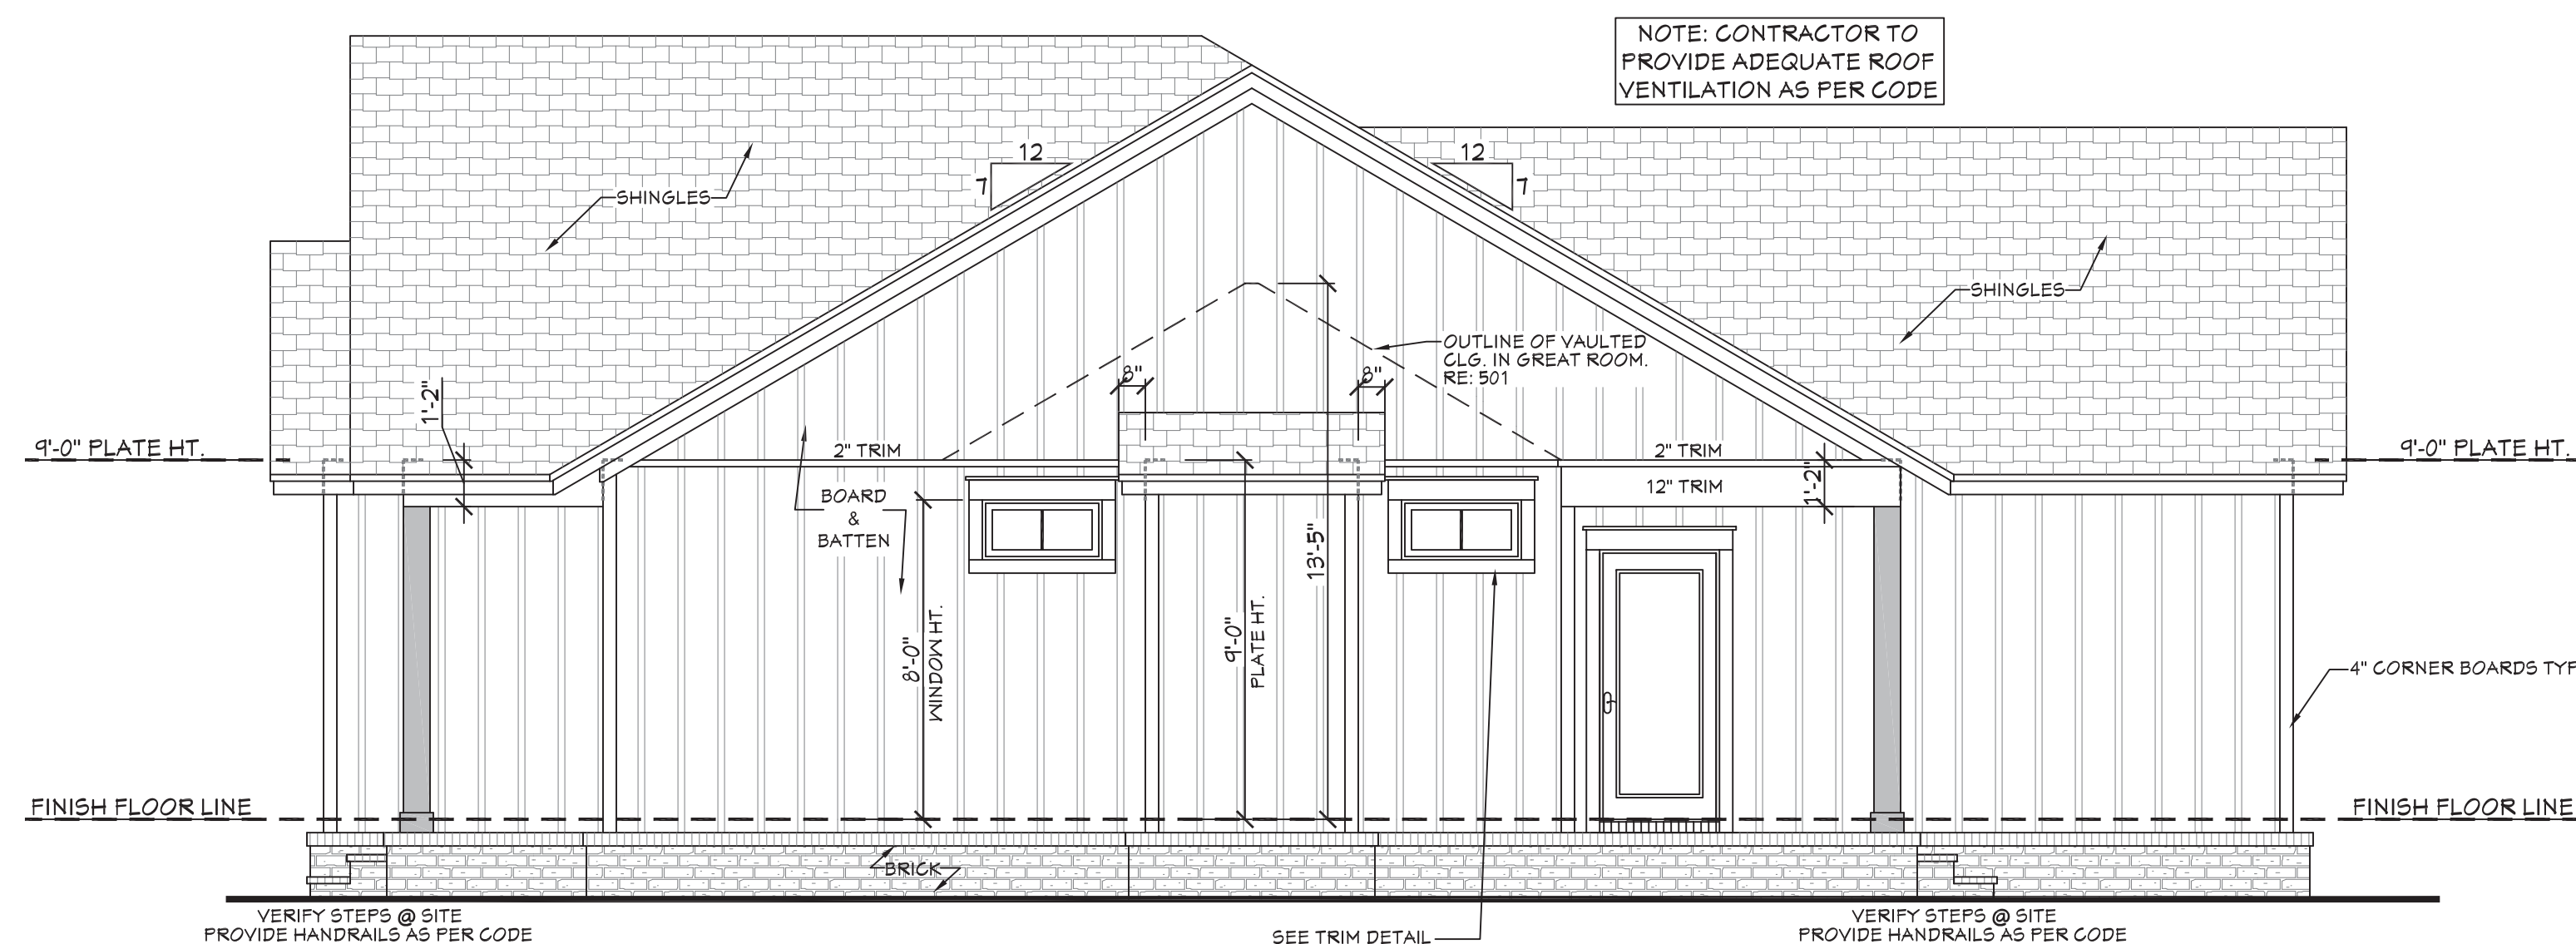 NOTE: CONTRACTOR TO
PROVIDE ADEQUATE ROOF
VENTILATION AS PER CODE
12
7
12
7
SHINGLES
SHINGLES
OUTLINE OF VAULTED
CLG. IN GREAT ROOM.
RE: 501
8"
8"
1'-2"
9'-0" PLATE HT.
2" TRIM
2" TRIM
9'-0" PLATE HT.
12" TRIM
1'-2"
BOARD
&
BATTEN
13'-5"
8'-0"
WINDOW HT.
9'-0"
PLATE HT.
4" CORNER BOARDS TYP
FINISH FLOOR LINE
FINISH FLOOR LINE
BRICK
VERIFY STEPS @ SITE
PROVIDE HANDRAILS AS PER CODE
SEE TRIM DETAIL
VERIFY STEPS @ SITE
PROVIDE HANDRAILS AS PER CODE